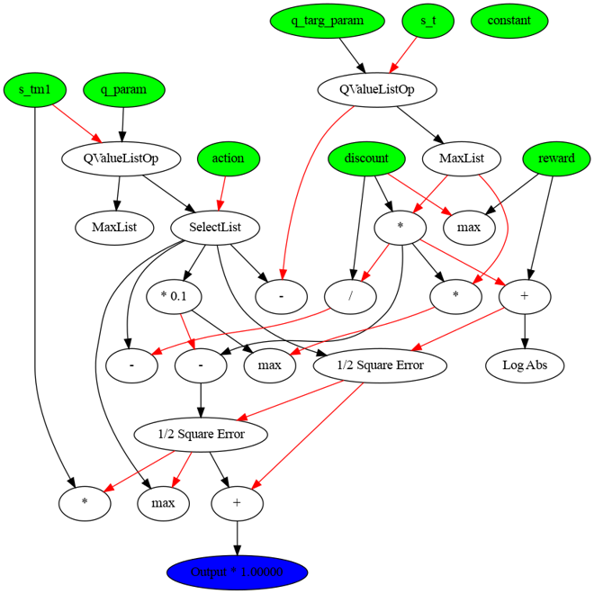 q_targ_param
s_t
constant
s_tm1
q_param
QValueListOp
QValueListOp
action
discount
MaxList
reward
MaxList
SelectList
*
max
* 0.1
-
/
*
+
-
-
max
1/2 Square Error
Log Abs
1/2 Square Error
*
max
+
Output * 1.00000